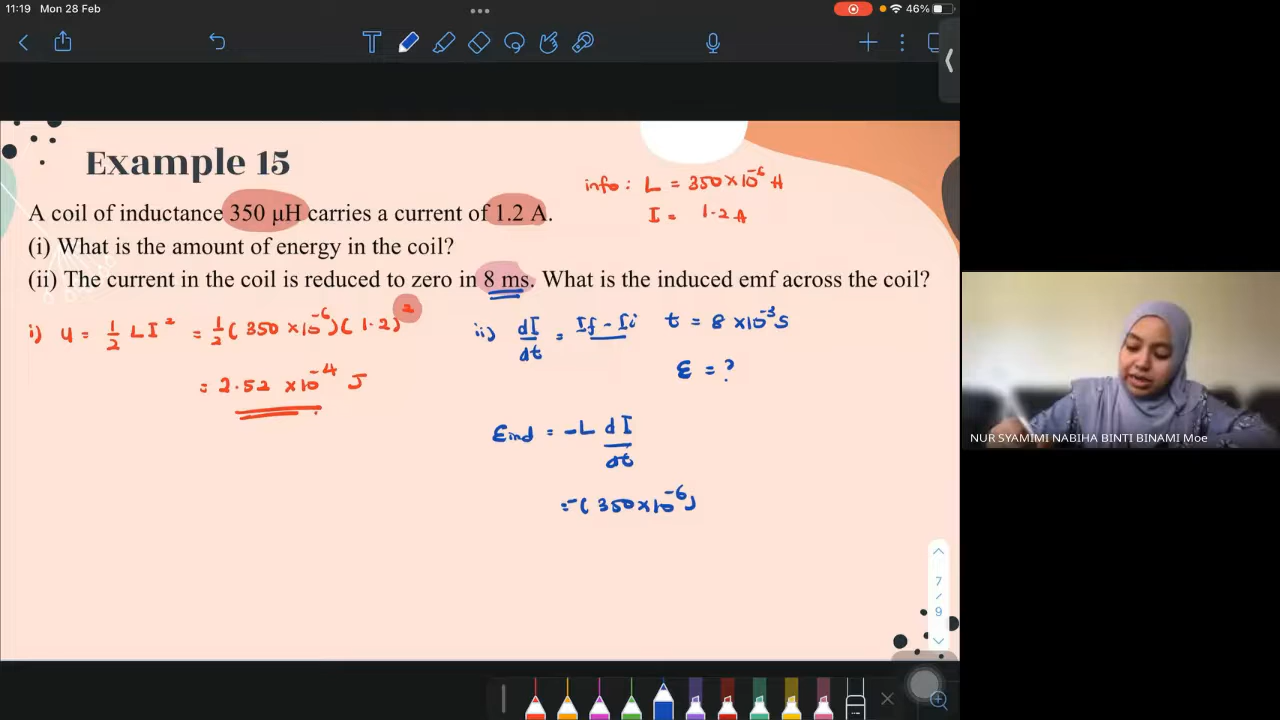 11:19 Mon 28 Feb
46%
Example 15
info : L = 350 × 10⁻⁶ H
I = 1.2 A
A coil of inductance 350 μH carries a current of 1.2 A.
(i) What is the amount of energy in the coil?
(ii) The current in the coil is reduced to zero in 8 ms. What is the induced emf across the coil?
i) U = 1/2 L I² = 1/2 (350 × 10⁻⁶)(1.2)²
= 2.52 × 10⁻⁴ J
ii) dI/dt = If - Ii t = 8 × 10⁻³ s
ε = ?
εind = -L dI/dt
= -(350 × 10⁻⁶)
NUR SYAMIMI NABIHA BINTI BINAMI Moe
7
/
9